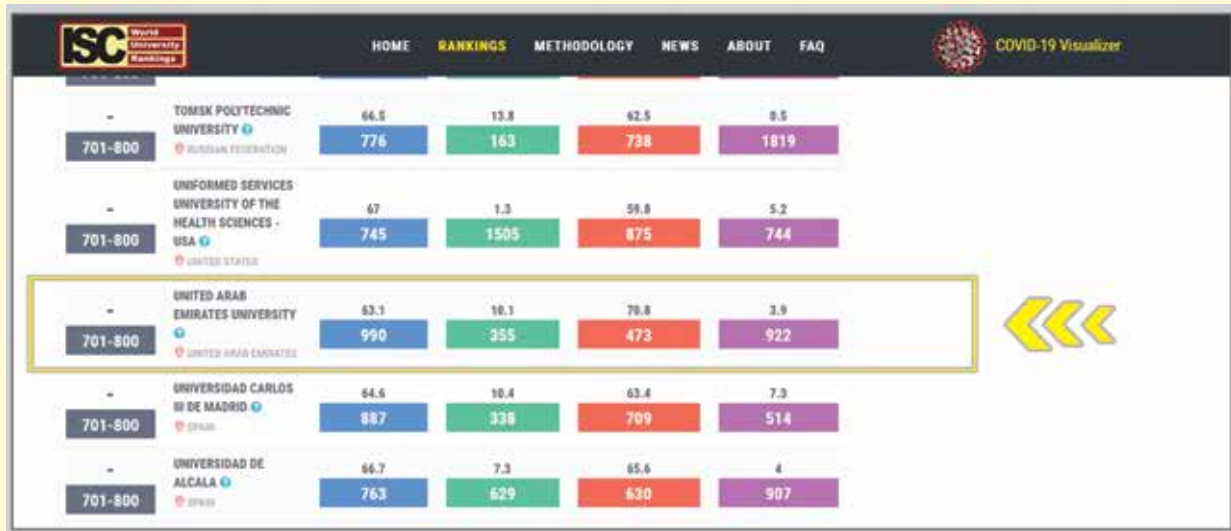 ISC World University Rankings
HOME RANKINGS METHODOLOGY NEWS ABOUT FAQ
COVID-19 Visualizer
TOMSK POLYTECHNIC
UNIVERSITY
RUSSIAN FEDERATION
-
701-800
66.5 13.8 62.5
776 163 738 1819
UNIFORMED SERVICES
UNIVERSITY OF THE
HEALTH SCIENCES -
USA
UNITED STATES
-
701-800
67 1.3 59.8 5.2
745 1505 875 744
UNITED ARAB
EMIRATES UNIVERSITY
UNITED ARAB EMIRATES
-
701-800
63.1 10.1 70.8 3.9
990 355 473 922
UNIVERSIDAD CARLOS
III DE MADRID
SPAIN
-
701-800
64.6 10.4 63.4 7.3
887 338 709 514
UNIVERSIDAD DE
ALCALA
SPAIN
-
701-800
66.7 7.3 65.6 4
763 629 630 907